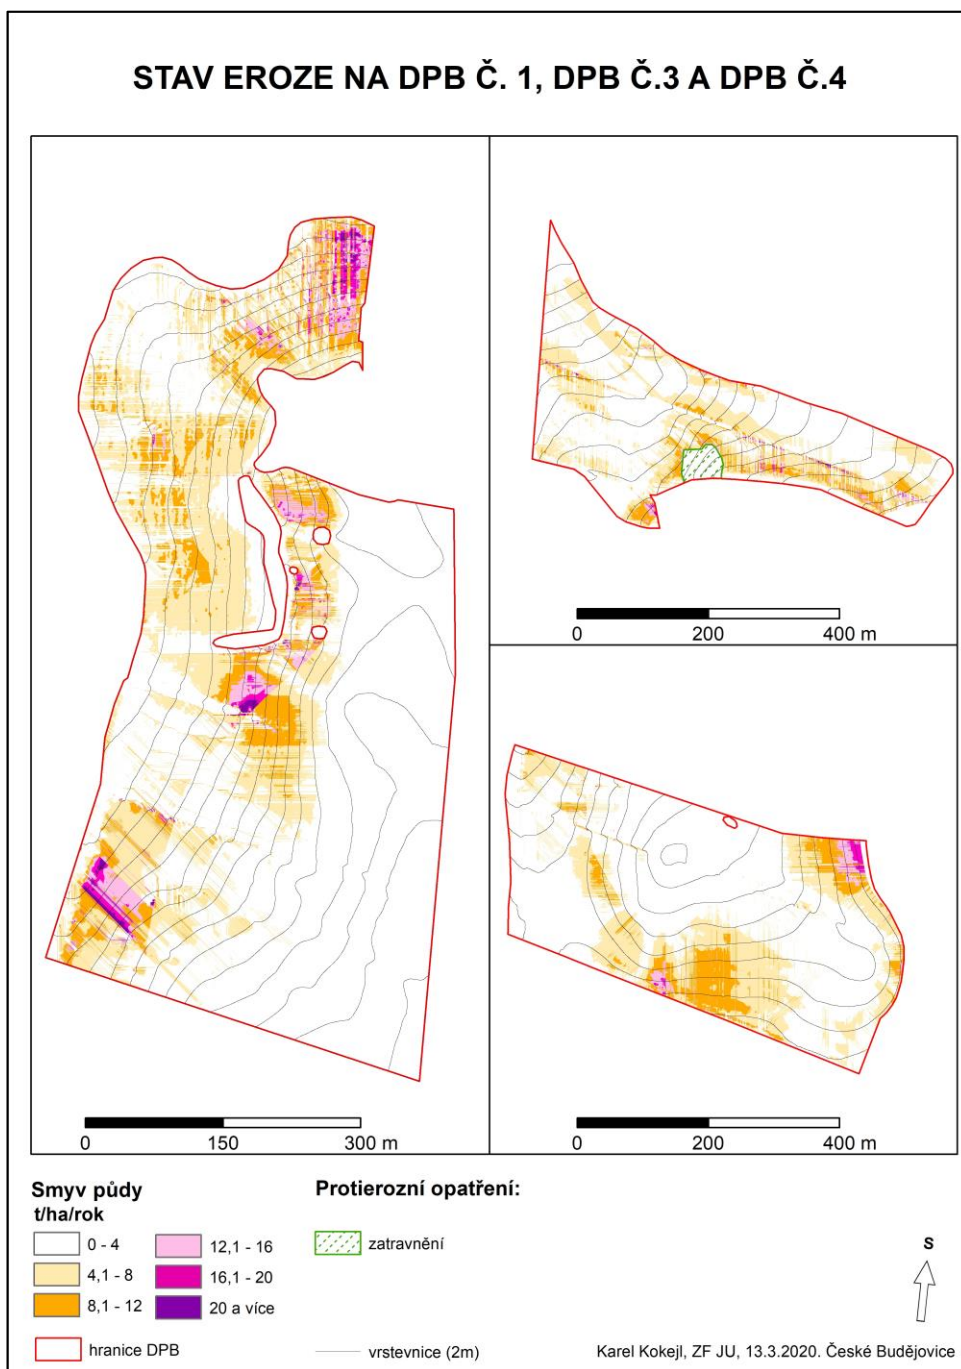 STAV EROZE NA DPB Č. 1, DPB Č.3 A DPB Č.4
0 200 400 m
0 150 300 m
0 200 400 m
Smyv půdy
t/ha/rok
0 - 4
4,1 - 8
8,1 - 12
12,1 - 16
16,1 - 20
20 a více
hranice DPB
Protierozní opatření:
zatravnění
vrstevnice (2m)
S
Karel Kokejl, ZF JU, 13.3.2020. České Budějovice